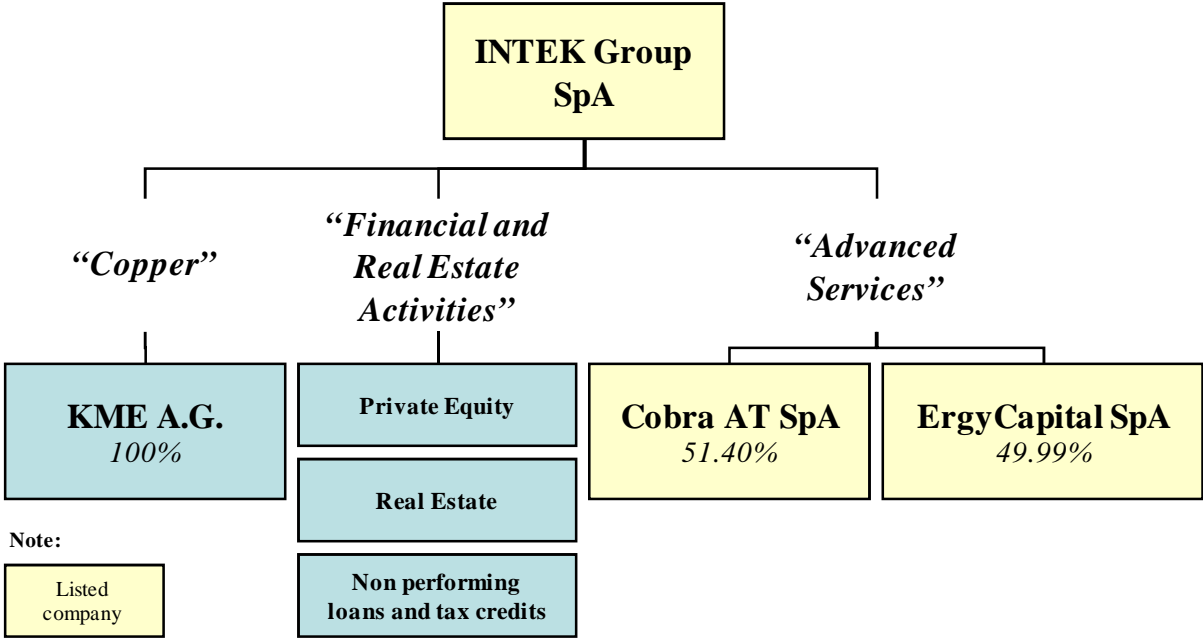 INTEK Group
SpA
“Copper”
“Financial and
Real Estate
Activities”
“Advanced
Services”
KME A.G.
100%
Private Equity
Real Estate
Non performing
loans and tax credits
Cobra AT SpA
51.40%
ErgyCapital SpA
49.99%
Note:
Listed
company